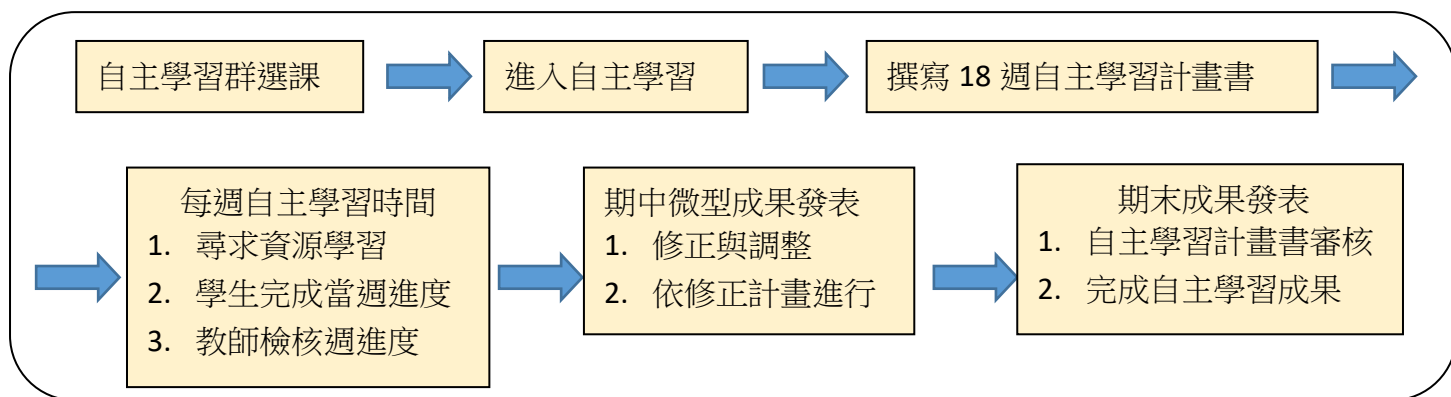 自主學習群選課
進入自主學習
撰寫 18 週自主學習計畫書
每週自主學習時間
1. 尋求資源學習
2. 學生完成當週進度
3. 教師檢核週進度
期中微型成果發表
1. 修正與調整
2. 依修正計畫進行
期末成果發表
1. 自主學習計畫書審核
2. 完成自主學習成果